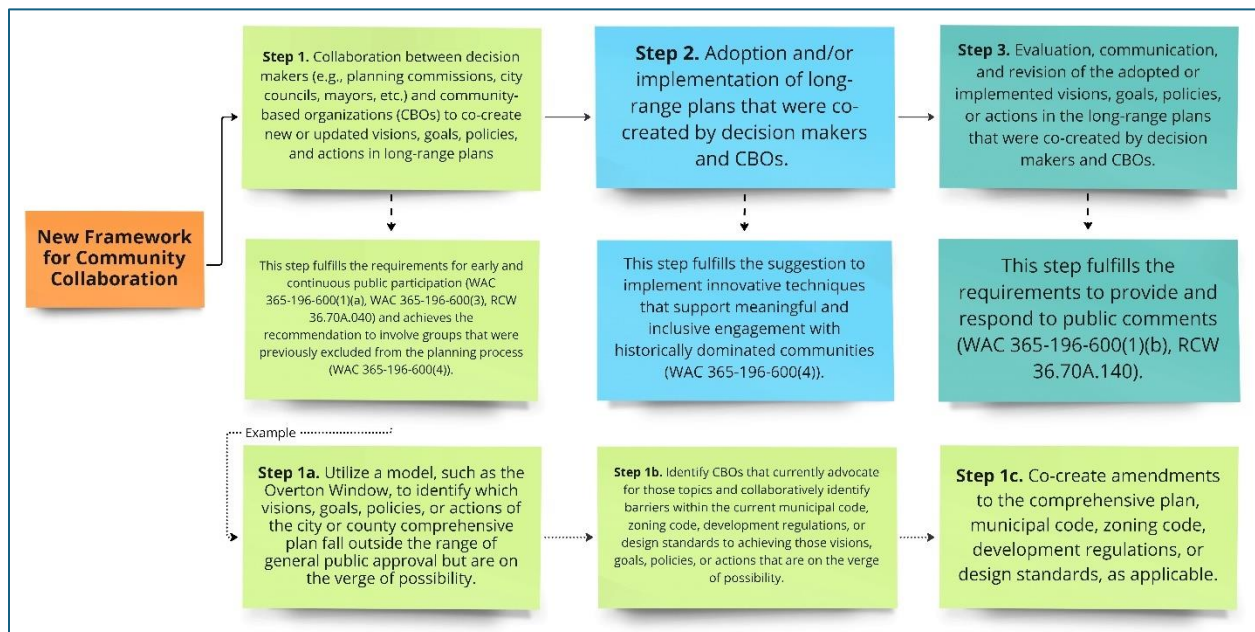 New Framework
for Community
Collaboration
Step 1. Collaboration between decision
makers (e.g., planning commissions, city
councils, mayors, etc.) and community-
based organizations (CBOs) to co-create
new or updated visions, goals, policies,
and actions in long-range plans
Step 2. Adoption and/or
implementation of long-
range plans that were co-
created by decision makers
and CBOs.
Step 3. Evaluation, communication,
and revision of the adopted or
implemented visions, goals, policies,
or actions in the long-range plans
that were co-created by decision
makers and CBOs.
This step fulfills the requirements for early and
continuous public participation (WAC
365-196-600(1)(a), WAC 365-196-600(3), RCW
36.70A.040) and achieves the
recommendation to involve groups that were
previously excluded from the planning process
(WAC 365-196-600(4)).
This step fulfills the suggestion to
implement innovative techniques
that support meaningful and
inclusive engagement with
historically dominated communities
(WAC 365-196-600(4)).
This step fulfills the
requirements to provide and
respond to public comments
(WAC 365-196-600(1)(b), RCW
36.70A.140).
Example
Step 1a. Utilize a model, such as the
Overton Window, to identify which
visions, goals, policies, or actions of
the city or county comprehensive
plan fall outside the range of
general public approval but are on
the verge of possibility.
Step 1b. Identify CBOs that currently advocate
for those topics and collaboratively identify
barriers within the current municipal code,
zoning code, development regulations, or
design standards to achieving those visions,
goals, policies, or actions that are on the verge
of possibility.
Step 1c. Co-create amendments
to the comprehensive plan,
municipal code, zoning code,
development regulations, or
design standards, as applicable.